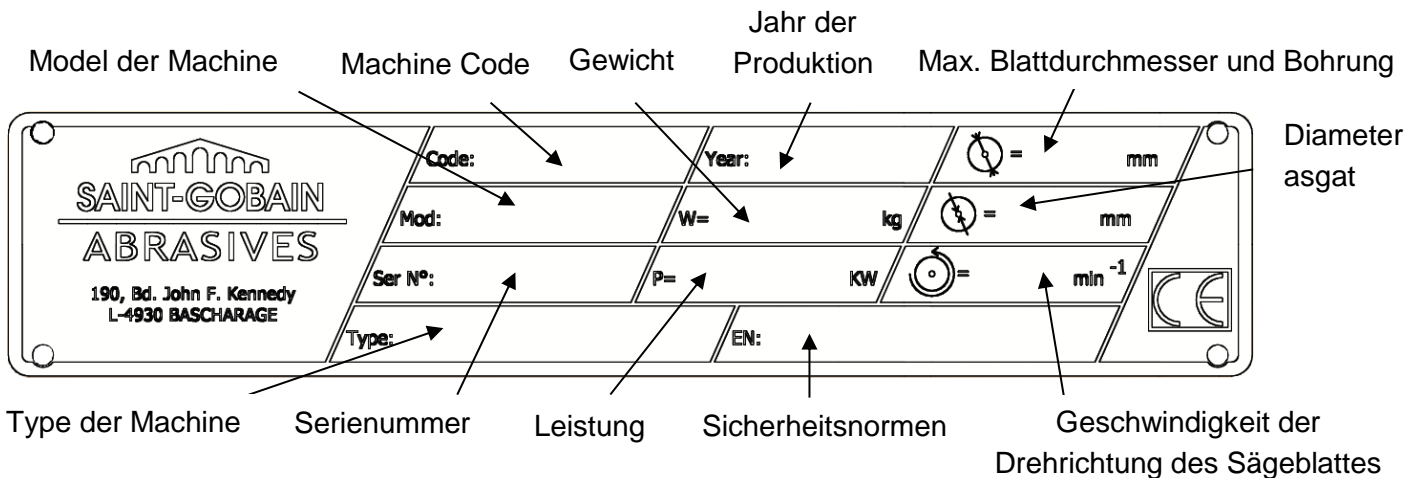 Jahr der
Produktion
Model der Machine
Machine Code
Gewicht
Max. Blattdurchmesser und Bohrung
Diameter
asgat
SAINT-GOBAIN
ABRASIVES
190, Bd. John F. Kennedy
L-4930 BASCHARAGE
Code:
Year:
= mm
Mod:
W= kg
= mm
Ser N°:
P= KW
= min -1
Type:
EN:
CE
Type der Machine
Serienummer
Leistung
Sicherheitsnormen
Geschwindigkeit der
Drehrichtung des Sägeblattes